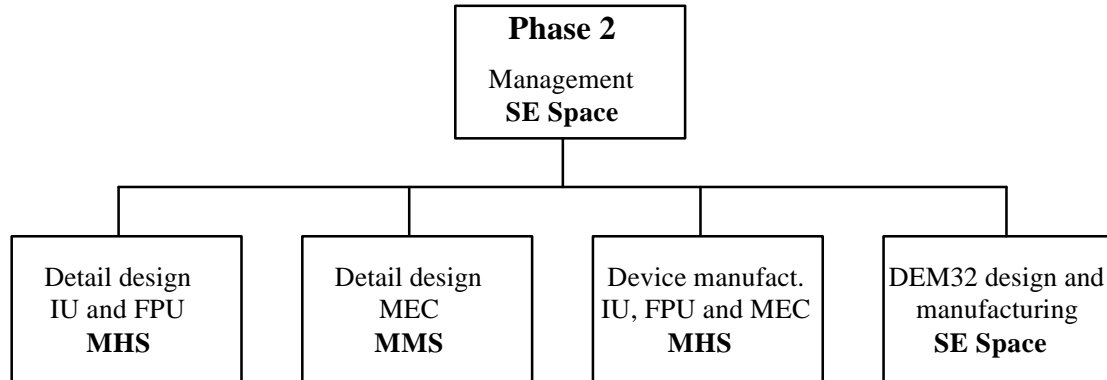 Phase 2
Management
SE Space
Detail design
IU and FPU
MHS
Detail design
MEC
MMS
Device manufact.
IU, FPU and MEC
MHS
DEM32 design and
manufacturing
SE Space